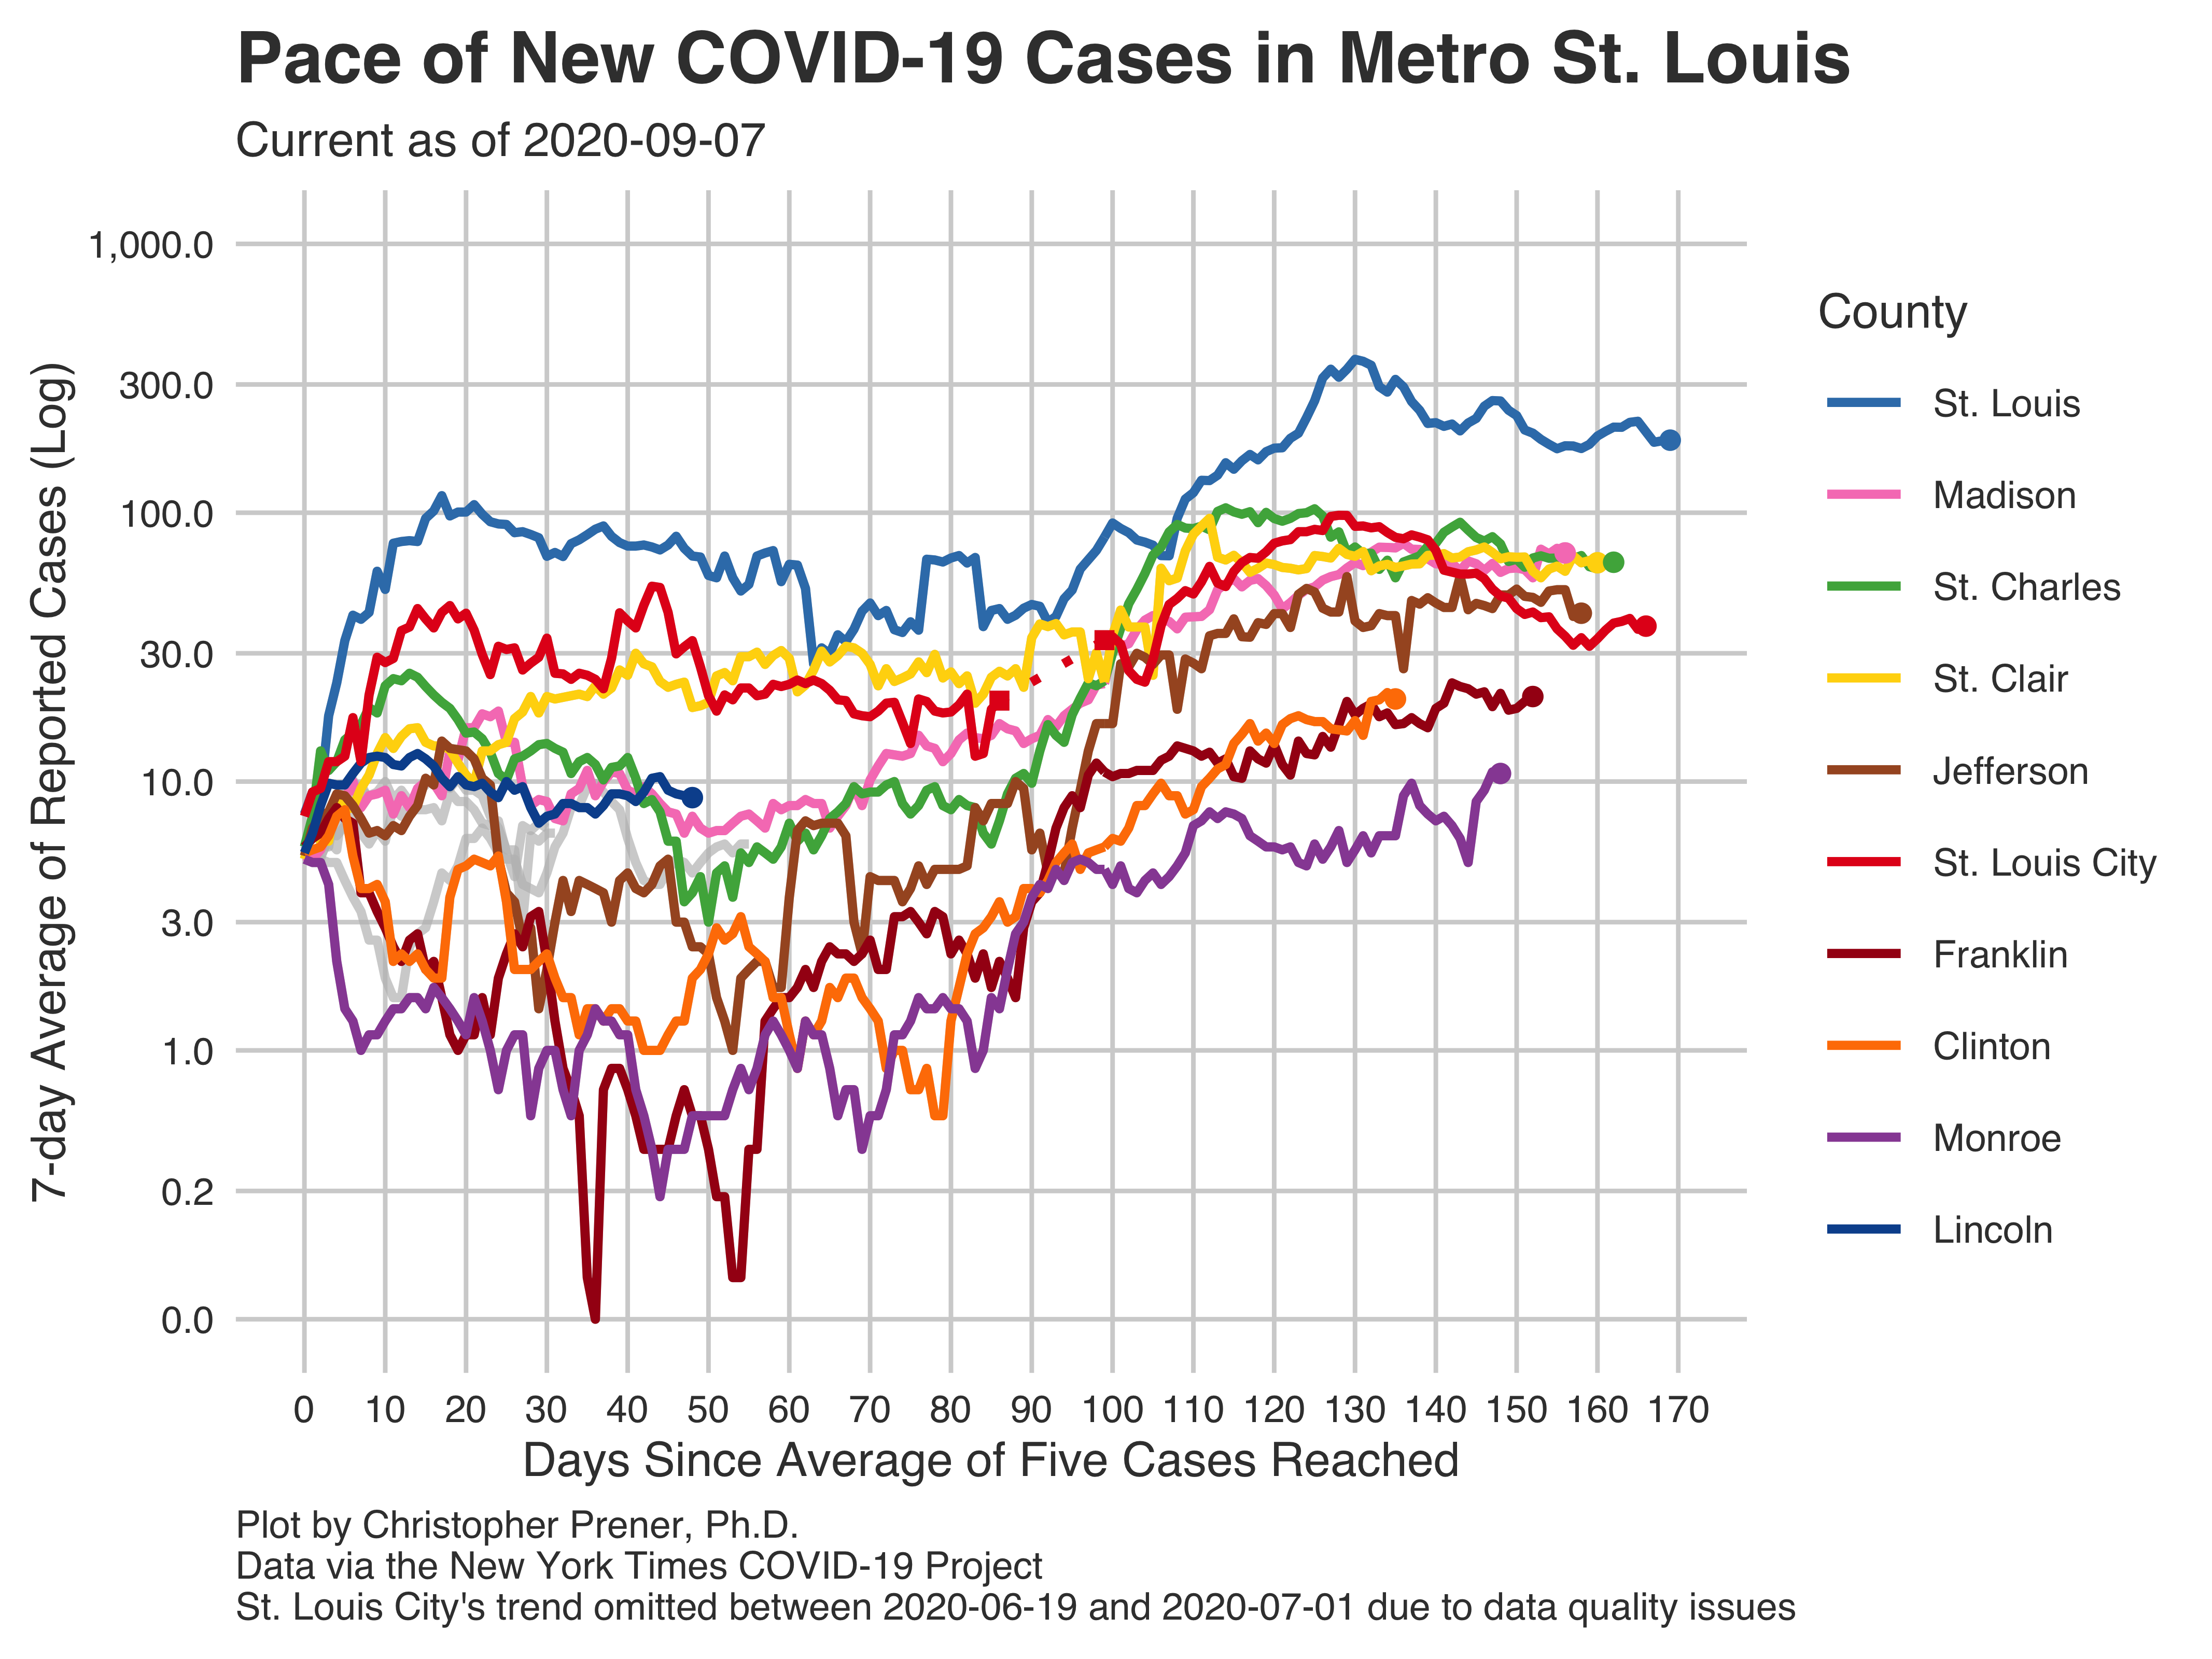 Pace of New COVID-19 Cases in Metro St. Louis
Current as of 2020-09-07
7-day Average of Reported Cases (Log)
1,000.0
300.0
100.0
30.0
10.0
3.0
1.0
0.2
0.0
0 10 20 30 40 50 60 70 80 90 100 110 120 130 140 150 160 170
Days Since Average of Five Cases Reached
County
St. Louis
Madison
St. Charles
St. Clair
Jefferson
St. Louis City
Franklin
Clinton
Monroe
Lincoln
Plot by Christopher Prener, Ph.D.
Data via the New York Times COVID-19 Project
St. Louis City's trend omitted between 2020-06-19 and 2020-07-01 due to data quality issues